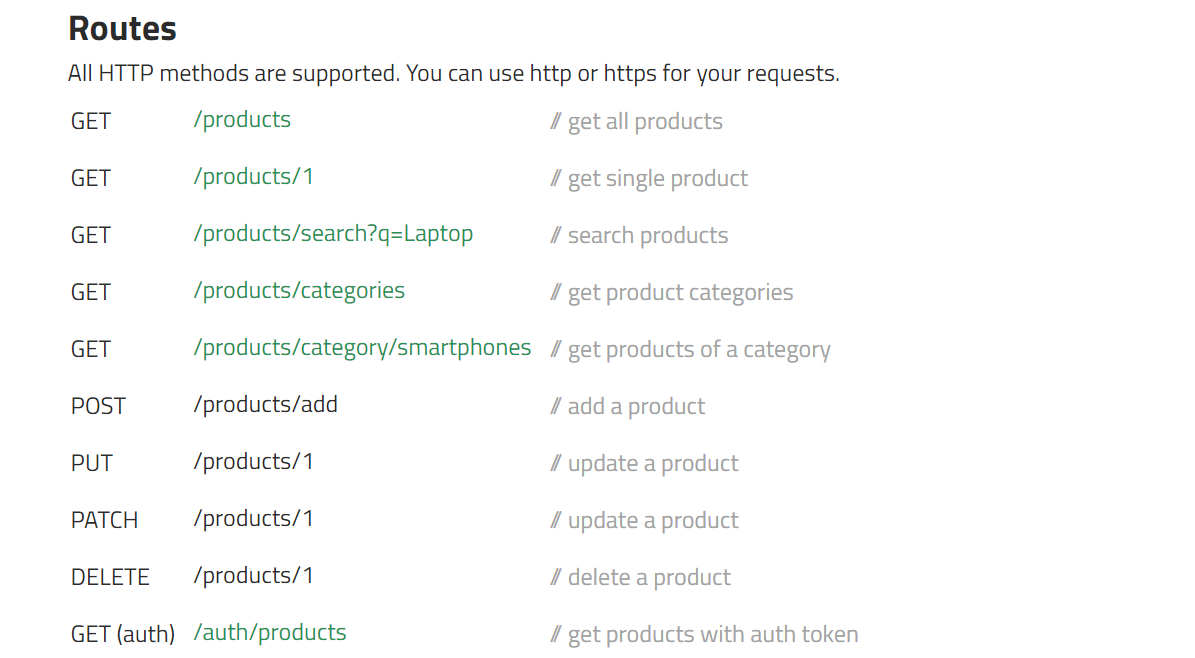 Routes
All HTTP methods are supported. You can use http or https for your requests.
GET /products // get all products
GET /products/1 // get single product
GET /products/search?q=Laptop // search products
GET /products/categories // get product categories
GET /products/category/smartphones // get products of a category
POST /products/add // add a product
PUT /products/1 // update a product
PATCH /products/1 // update a product
DELETE /products/1 // delete a product
GET (auth) /auth/products // get products with auth token